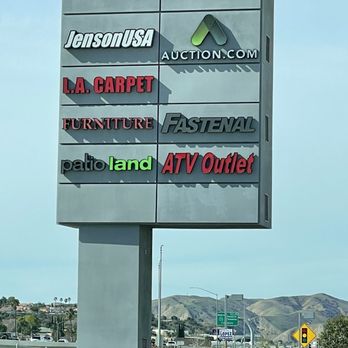 JensonUSA
AUCTION.COM
L.A. CARPET
FURNITURE
FASTENAL
patio land
ATV Outlet